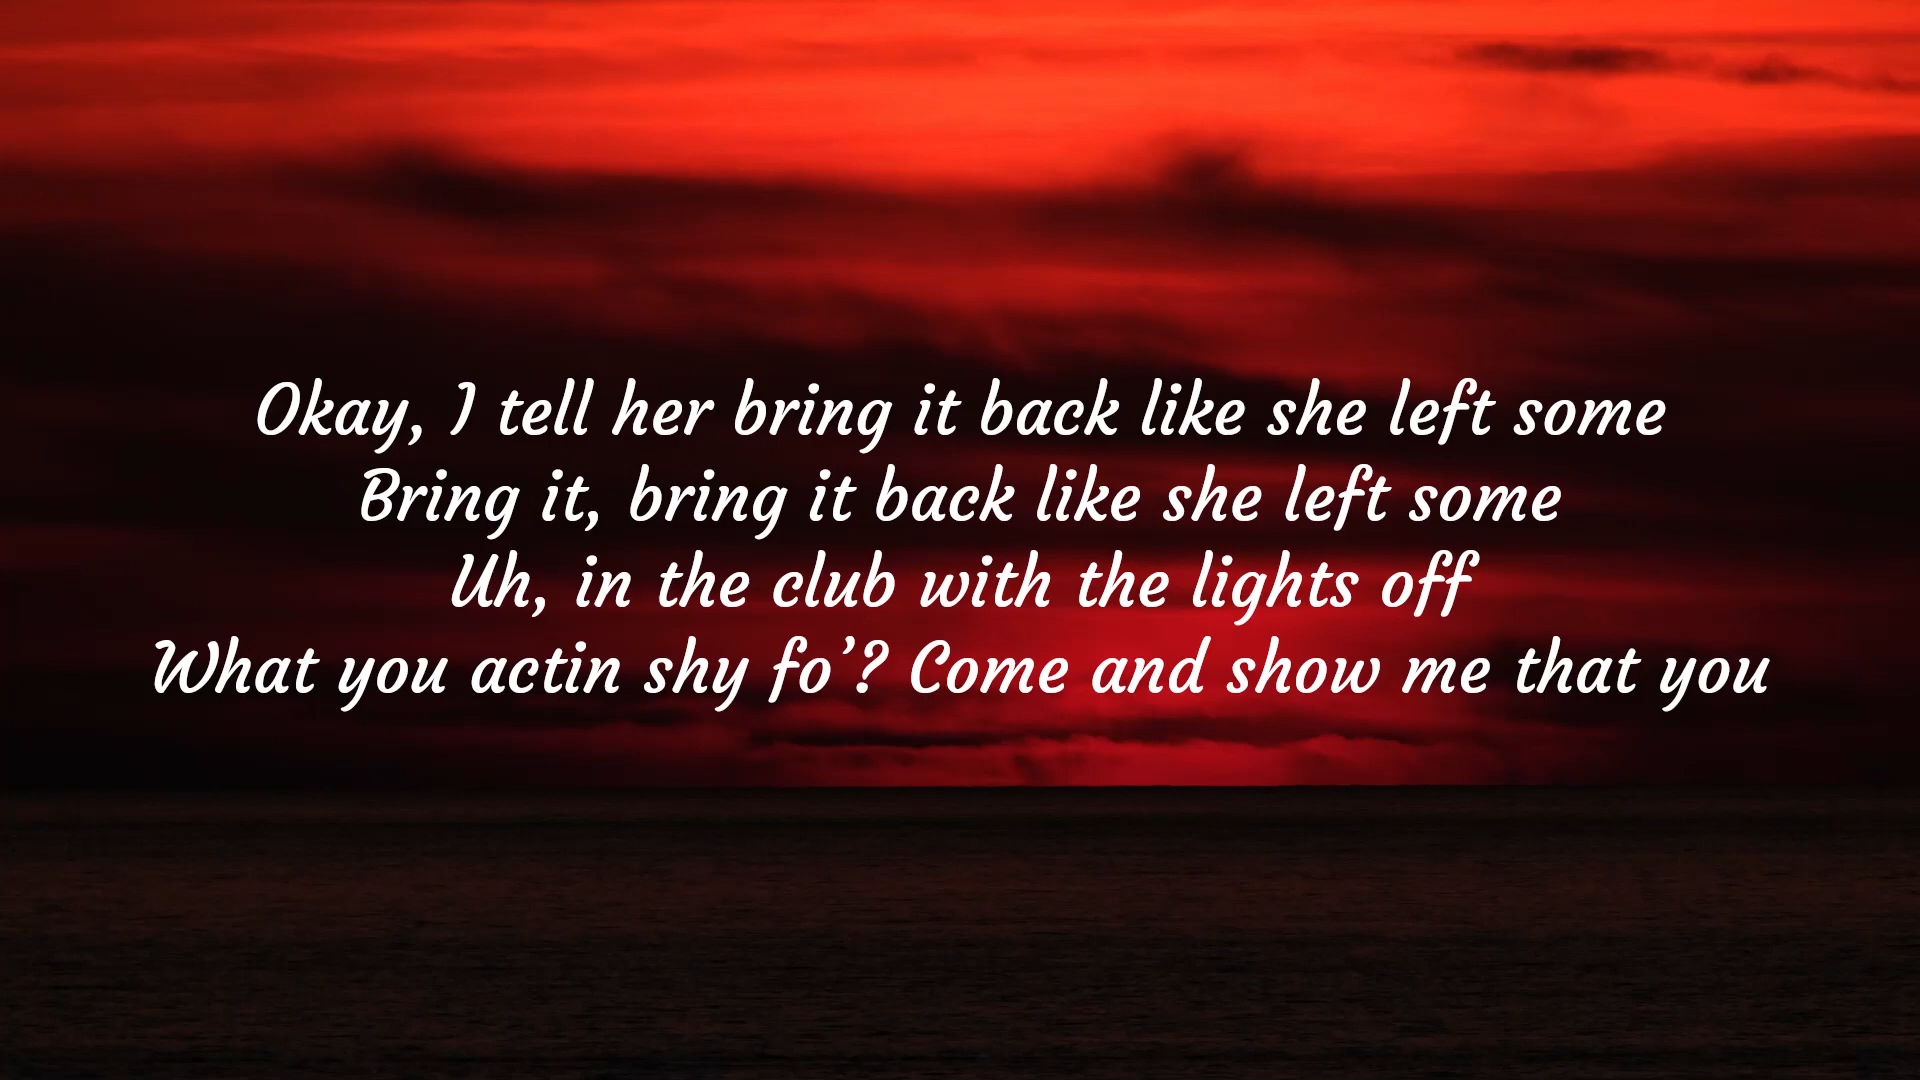 Okay, I tell her bring it back like she left some
Bring it, bring it back like she left some
Uh, in the club with the lights off
What you actin shy fo’? Come and show me that you